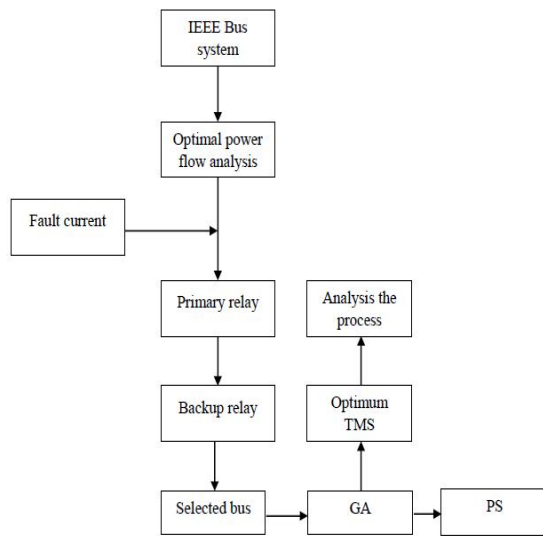 IEEE Bus
system
Optimal power
flow analysis
Fault current
Primary relay
Analysis the
process
Backup relay
Optimum
TMS
Selected bus
GA
PS